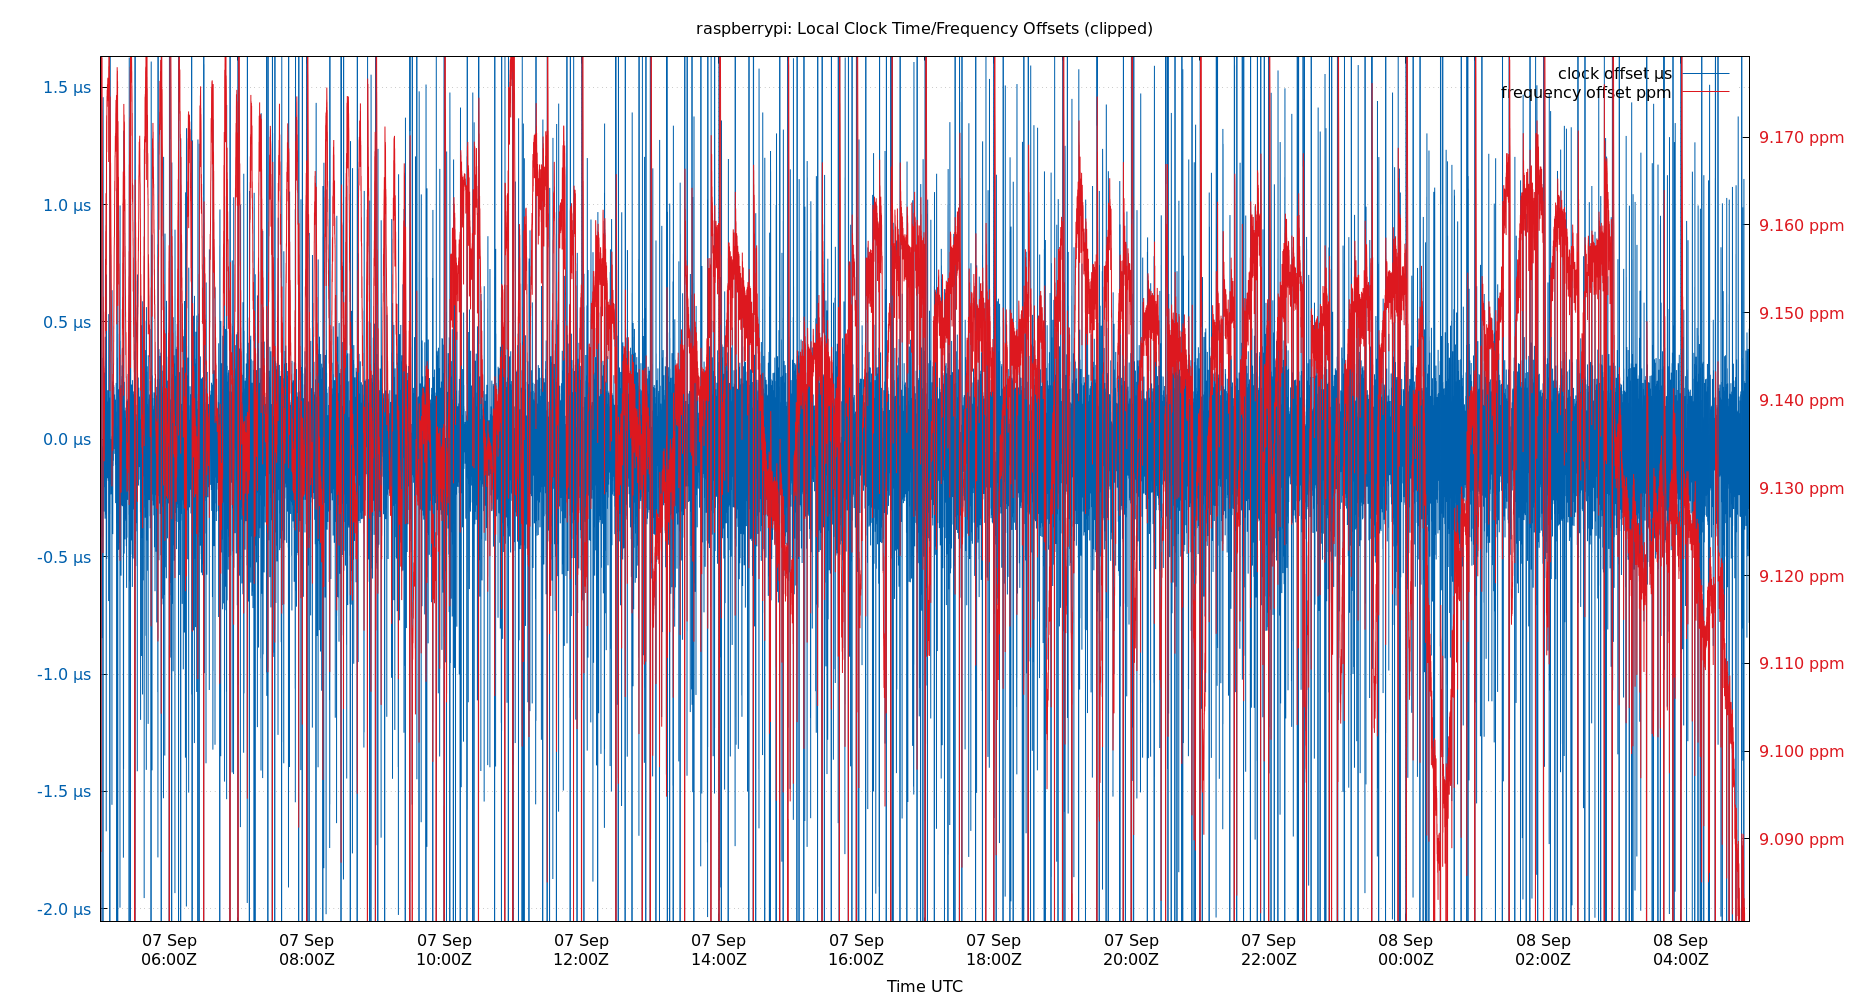 raspberrypi: Local Clock Time/Frequency Offsets (clipped)
clock offset µs
frequency offset ppm
1.5 µs
1.0 µs
0.5 µs
0.0 µs
-0.5 µs
-1.0 µs
-1.5 µs
-2.0 µs
9.170 ppm
9.160 ppm
9.150 ppm
9.140 ppm
9.130 ppm
9.120 ppm
9.110 ppm
9.100 ppm
9.090 ppm
07 Sep
06:00Z
07 Sep
08:00Z
07 Sep
10:00Z
07 Sep
12:00Z
07 Sep
14:00Z
07 Sep
16:00Z
07 Sep
18:00Z
07 Sep
20:00Z
07 Sep
22:00Z
08 Sep
00:00Z
08 Sep
02:00Z
08 Sep
04:00Z
Time UTC